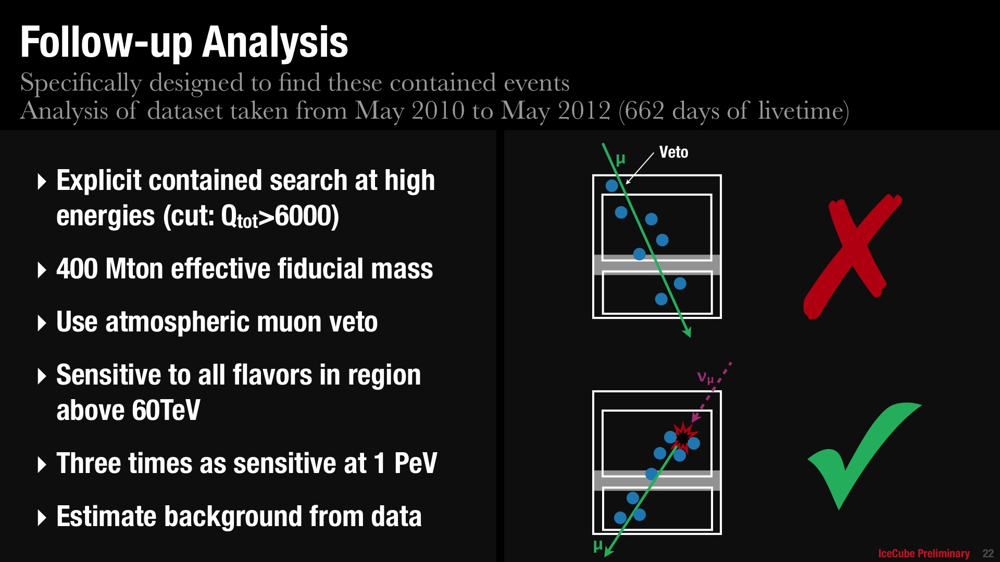 Follow-up Analysis
Specifically designed to find these contained events
Analysis of dataset taken from May 2010 to May 2012 (662 days of livetime)
▸ Explicit contained search at high
energies (cut: Qtot>6000)
▸ 400 Mton effective fiducial mass
▸ Use atmospheric muon veto
▸ Sensitive to all flavors in region
above 60TeV
▸ Three times as sensitive at 1 PeV
▸ Estimate background from data
μ
Veto
νμ
μ
IceCube Preliminary 22